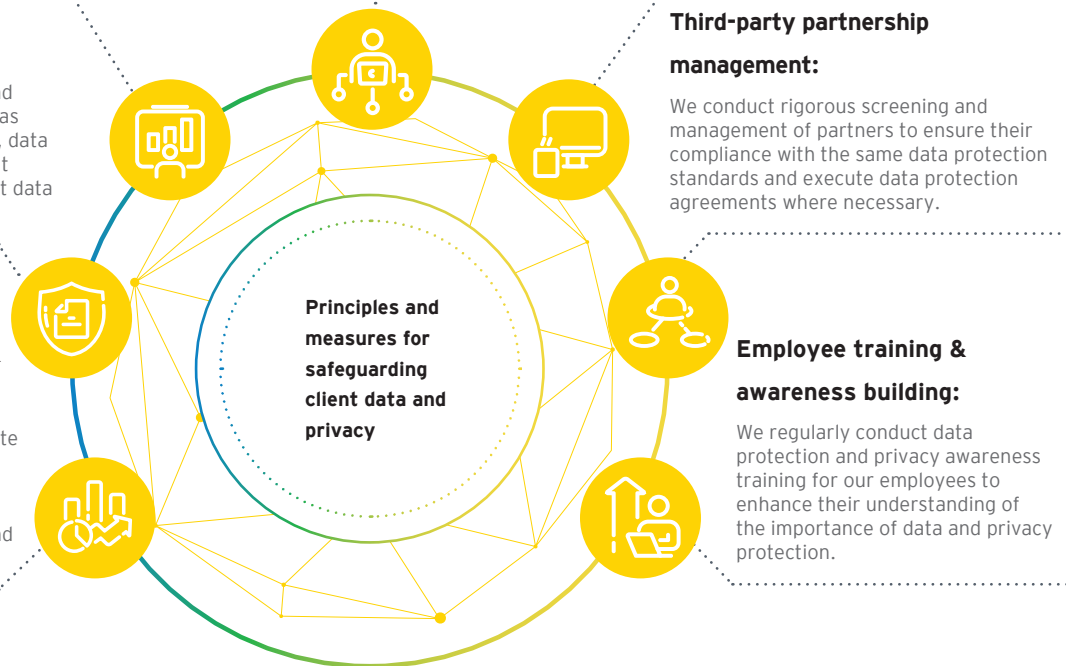 Third-party partnership
management:
We conduct rigorous screening and
management of partners to ensure their
compliance with the same data protection
standards and execute data protection
agreements where necessary.
as
data
t data
Principles and
measures for
safeguarding
client data and
privacy
Employee training &
awareness building:
We regularly conduct data
protection and privacy awareness
training for our employees to
enhance their understanding of
the importance of data and privacy
protection.